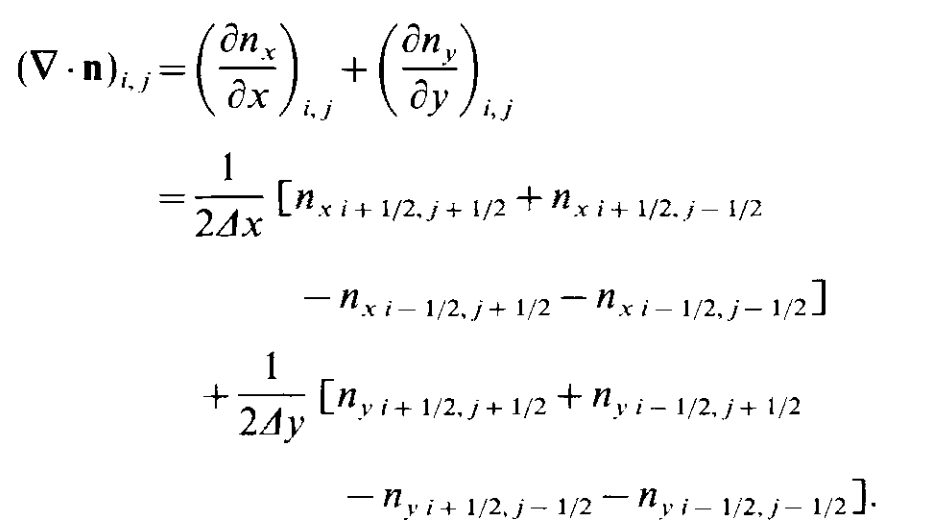 (∇ · n)_{i, j} = (∂n_x/∂x)_{i, j} + (∂n_y/∂y)_{i, j}
= 1/(2Δx) [n_{x i + 1/2, j + 1/2} + n_{x i + 1/2, j − 1/2}
− n_{x i − 1/2, j + 1/2} − n_{x i − 1/2, j − 1/2}]
+ 1/(2Δy) [n_{y i + 1/2, j + 1/2} + n_{y i − 1/2, j + 1/2}
− n_{y i + 1/2, j − 1/2} − n_{y i − 1/2, j − 1/2}].